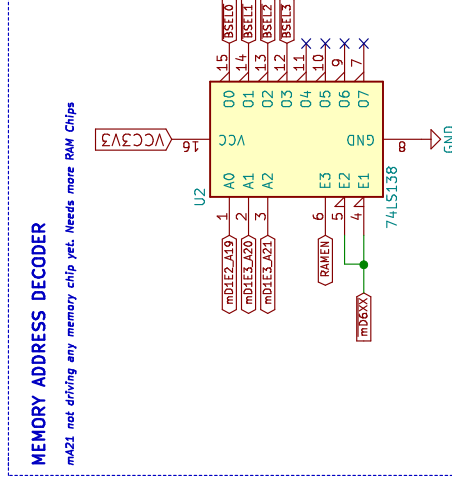 MEMORY ADDRESS DECODER
mA21 not driving any memory chip yet. Needs more RAM Chips
BSEL0
BSEL1
BSEL2
BSEL3
15
14
13
12
11
10
9
7
O0
O1
O2
O3
O4
O5
O6
O7
VCC3V3
16
VCC
GND
8
GND
A0
A1
A2
E3
E2
E1
U2
74LS138
1
2
3
6
5
4
mD1E2_A19
mD1E3_A20
mD1E3_A21
RAMEN
mD6XX